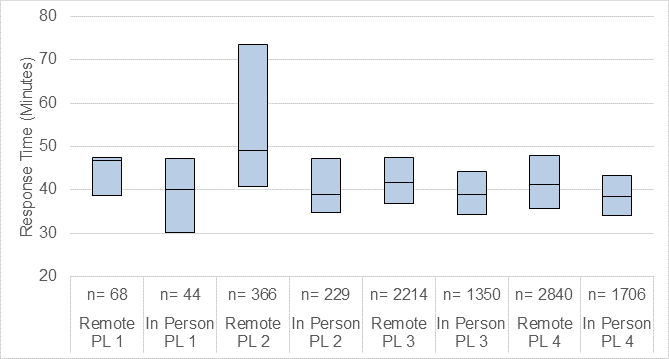 80
70
60
50
40
30
20
Response Time (Minutes)
n= 68 n= 44 n= 366 n= 229 n= 2214 n= 1350 n= 2840 n= 1706
Remote In Person Remote In Person Remote In Person Remote In Person
PL 1 PL 1 PL 2 PL 2 PL 3 PL 3 PL 4 PL 4